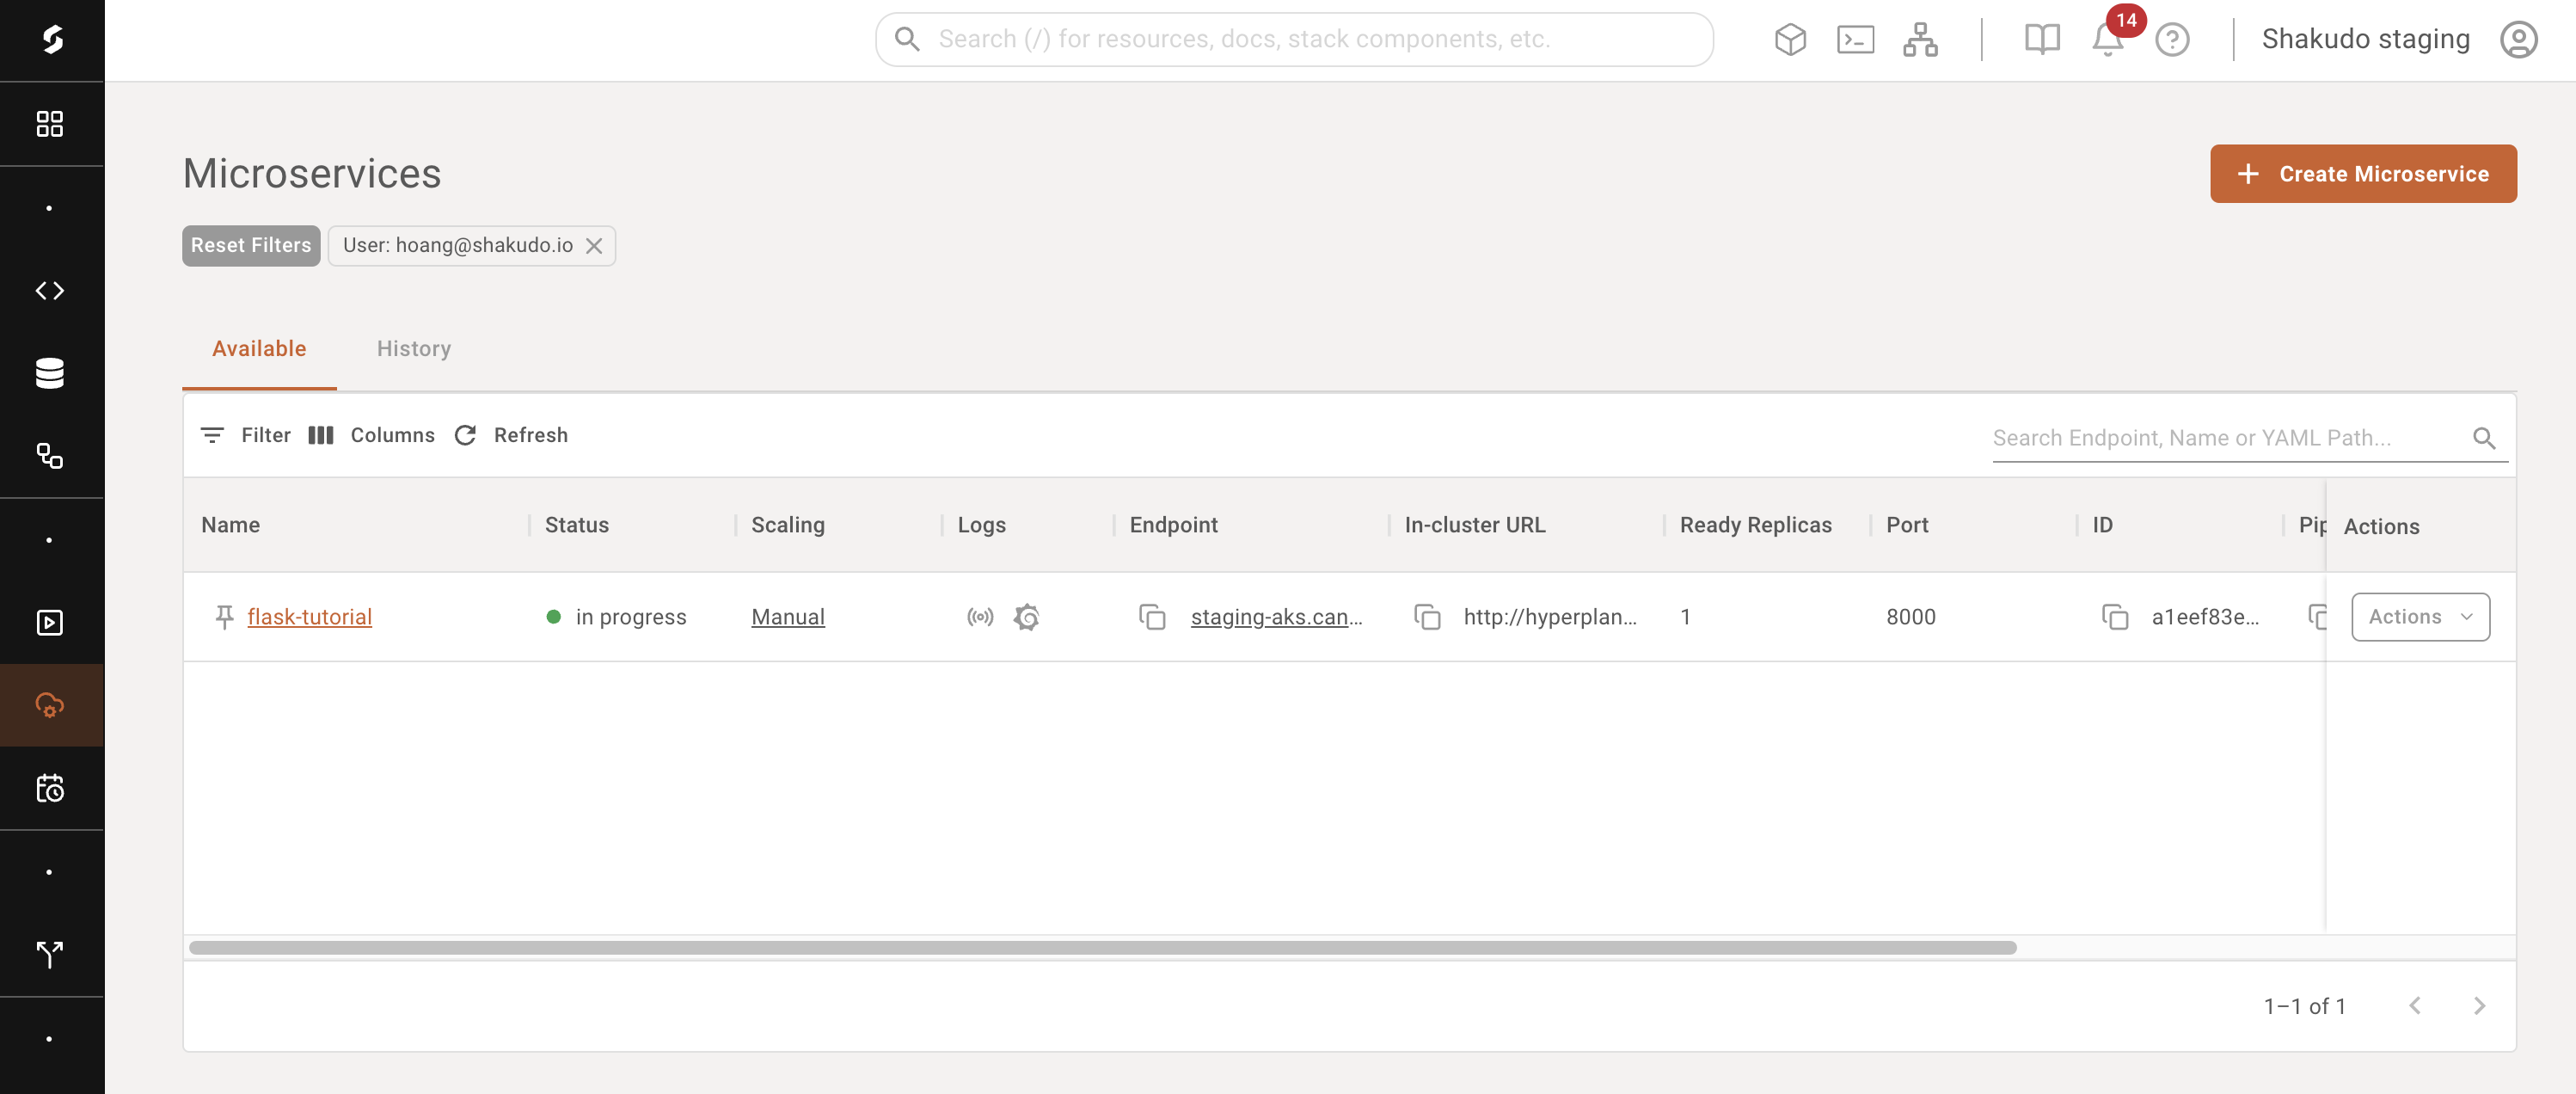 Search (/) for resources, docs, stack components, etc.
14
Shakudo staging
Microservices
Create Microservice
Reset Filters
User: hoang@shakudo.io
Available
History
Filter
Columns
Refresh
Search Endpoint, Name or YAML Path...
Name
Status
Scaling
Logs
Endpoint
In-cluster URL
Ready Replicas
Port
ID
Pip
Actions
flask-tutorial
in progress
Manual
staging-aks.can...
http://hyperplan...
1
8000
a1eef83e...
Actions
1–1 of 1